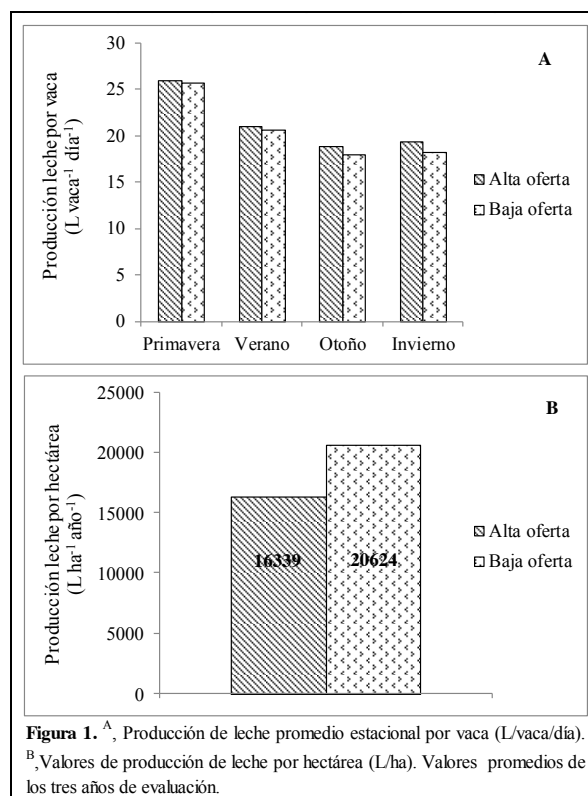 A
Producción leche por vaca
(L vaca⁻¹ día⁻¹)
30
25
20
15
10
5
0
Primavera Verano Otoño Invierno
Alta oferta
Baja oferta
B
Producción leche por hectárea
(L ha⁻¹ año⁻¹)
25000
20000
15000
10000
5000
0
16339 20624
Alta oferta
Baja oferta
Figura 1. ᴬ, Producción de leche promedio estacional por vaca (L/vaca/día).
ᴮ,Valores de producción de leche por hectárea (L/ha). Valores promedios de
los tres años de evaluación.